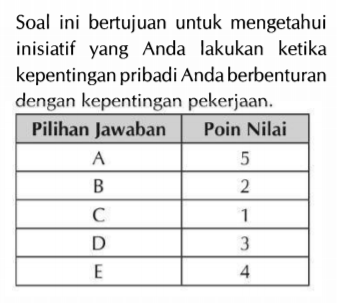 Soal ini bertujuan untuk mengetahui
inisiatif yang Anda lakukan ketika
kepentingan pribadi Anda berbenturan
dengan kepentingan pekerjaan.
Pilihan Jawaban Poin Nilai
A 5
B 2
C 1
D 3
E 4